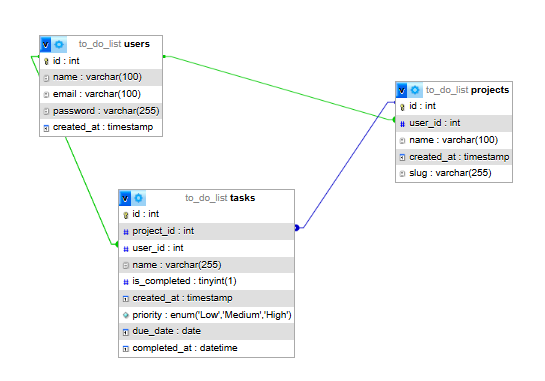 to_do_list users
id : int
name : varchar(100)
email : varchar(100)
password : varchar(255)
created_at : timestamp
to_do_list projects
id : int
user_id : int
name : varchar(100)
created_at : timestamp
slug : varchar(255)
to_do_list tasks
id : int
project_id : int
user_id : int
name : varchar(255)
is_completed : tinyint(1)
created_at : timestamp
priority : enum('Low','Medium','High')
due_date : date
completed_at : datetime